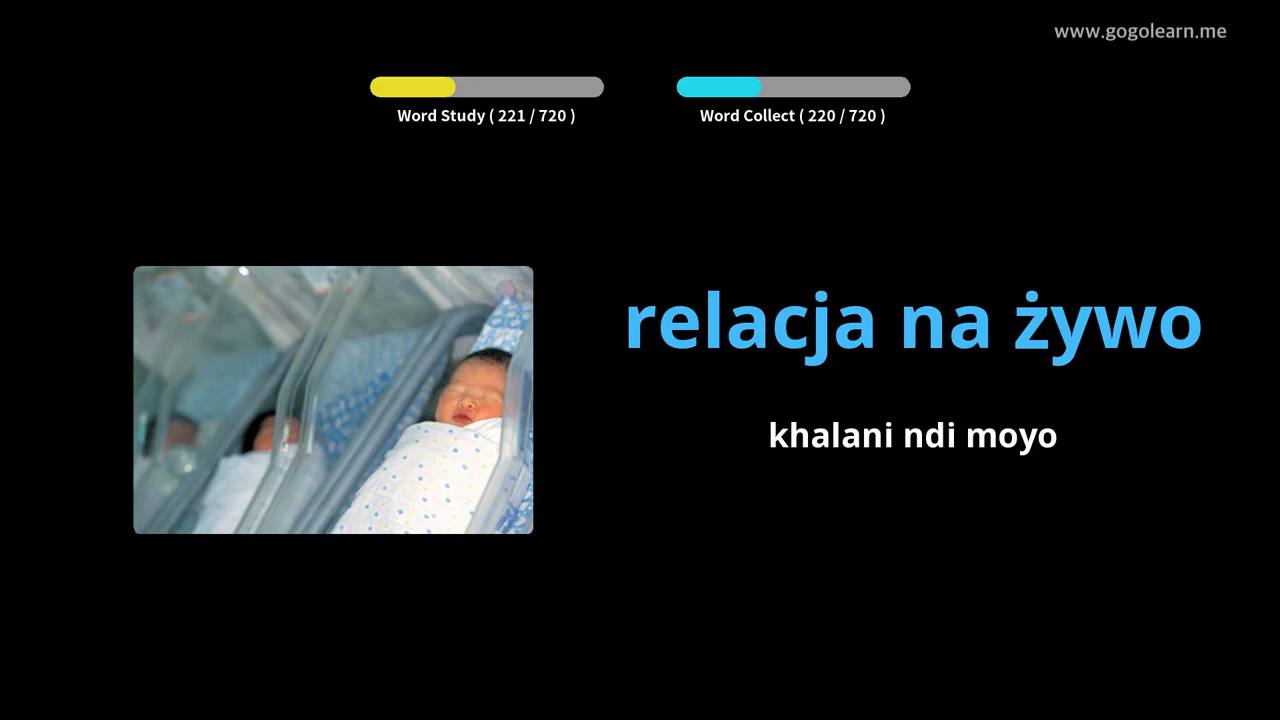 www.gogolearn.me
Word Study ( 221 / 720 )
Word Collect ( 220 / 720 )
relacja na żywo
khalani ndi moyo